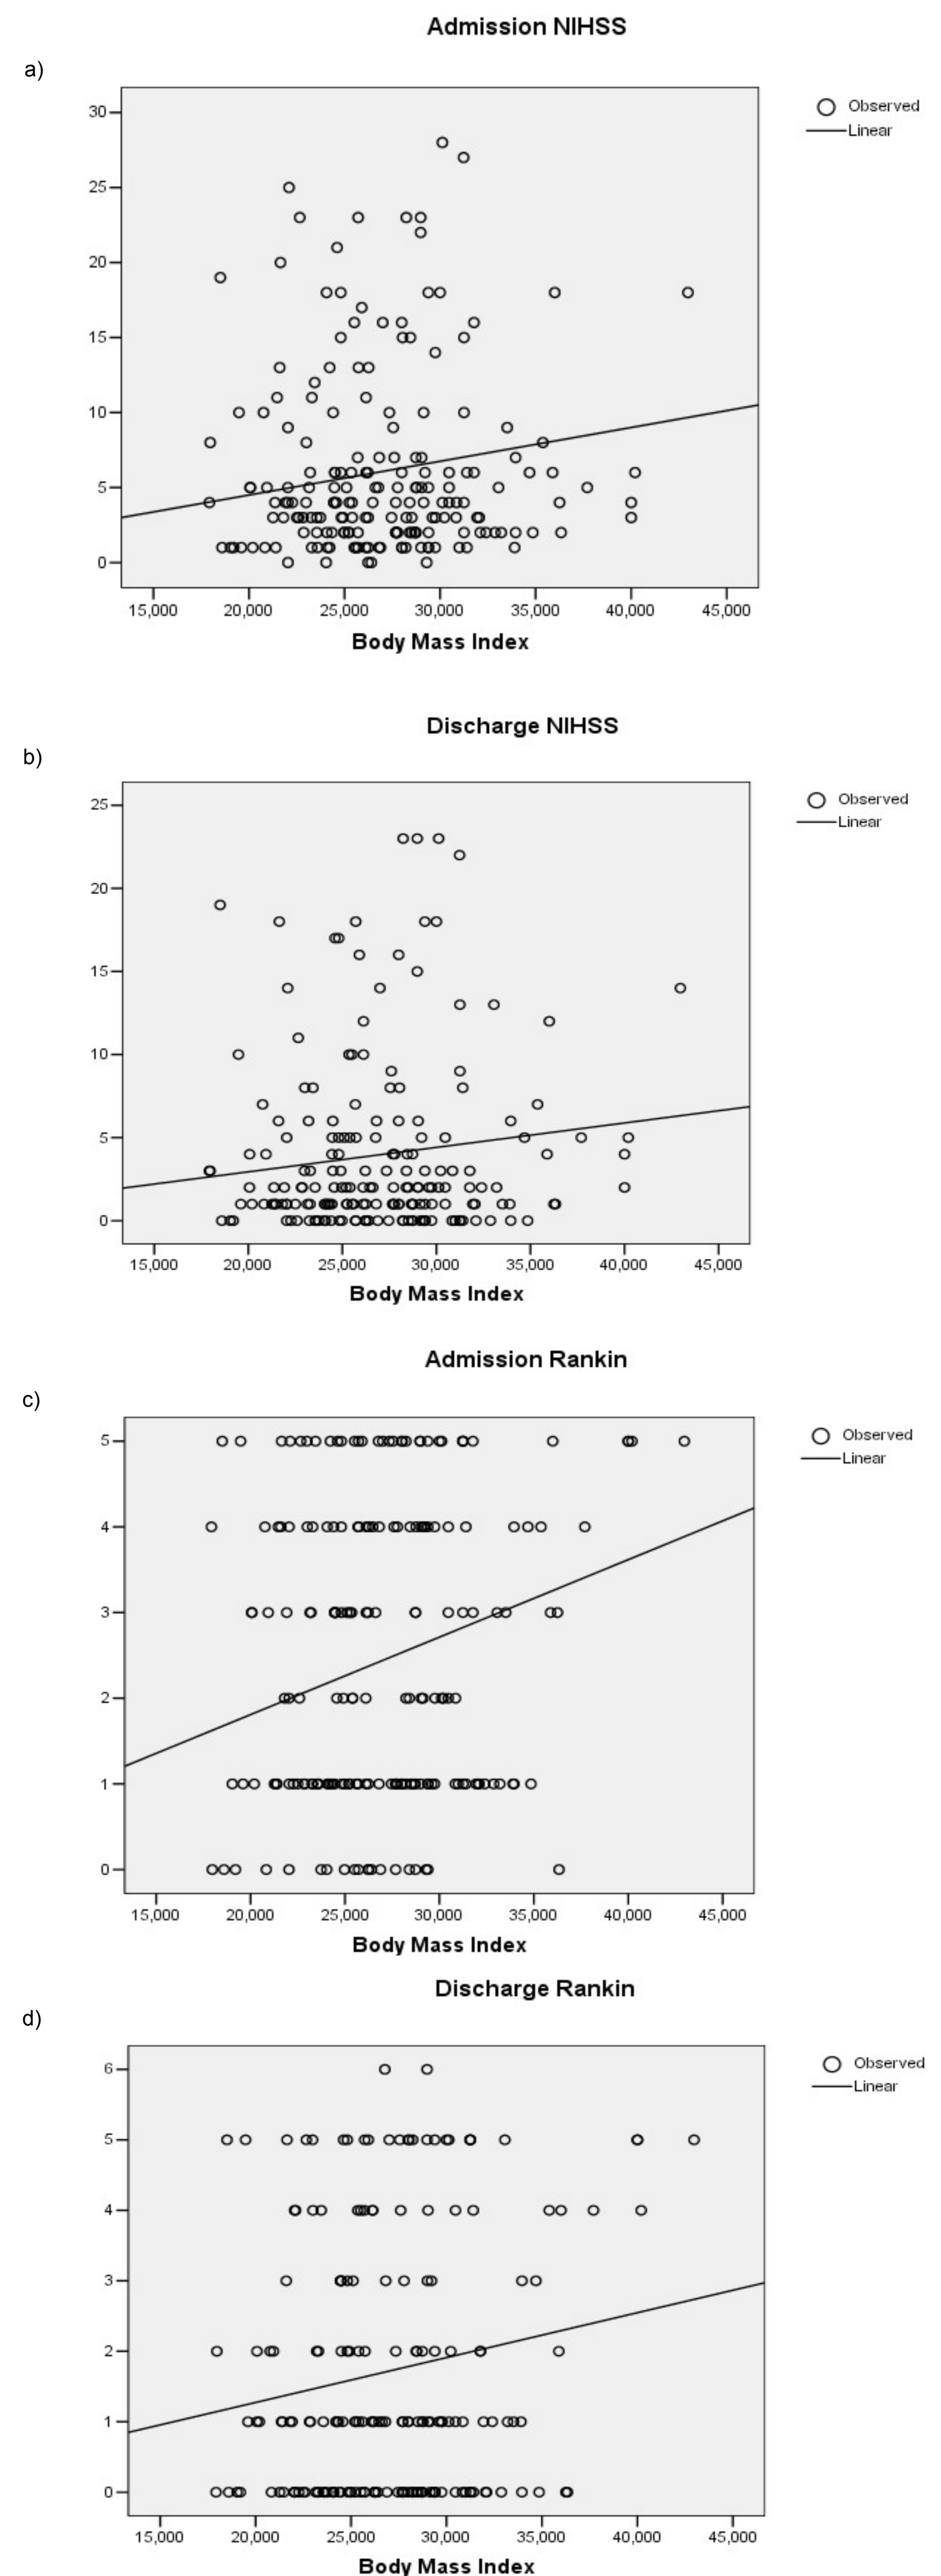 Admission NIHSS
a)
30
25
20
15
10
5
0
Observed
Linear
15,000 20,000 25,000 30,000 35,000 40,000 45,000
Body Mass Index
Discharge NIHSS
b)
25
20
15
10
5
0
Observed
Linear
15,000 20,000 25,000 30,000 35,000 40,000 45,000
Body Mass Index
Admission Rankin
c)
5
4
3
2
1
0
Observed
Linear
15,000 20,000 25,000 30,000 35,000 40,000 45,000
Body Mass Index
Discharge Rankin
d)
6
5
4
3
2
1
0
Observed
Linear
15,000 20,000 25,000 30,000 35,000 40,000 45,000
Body Mass Index